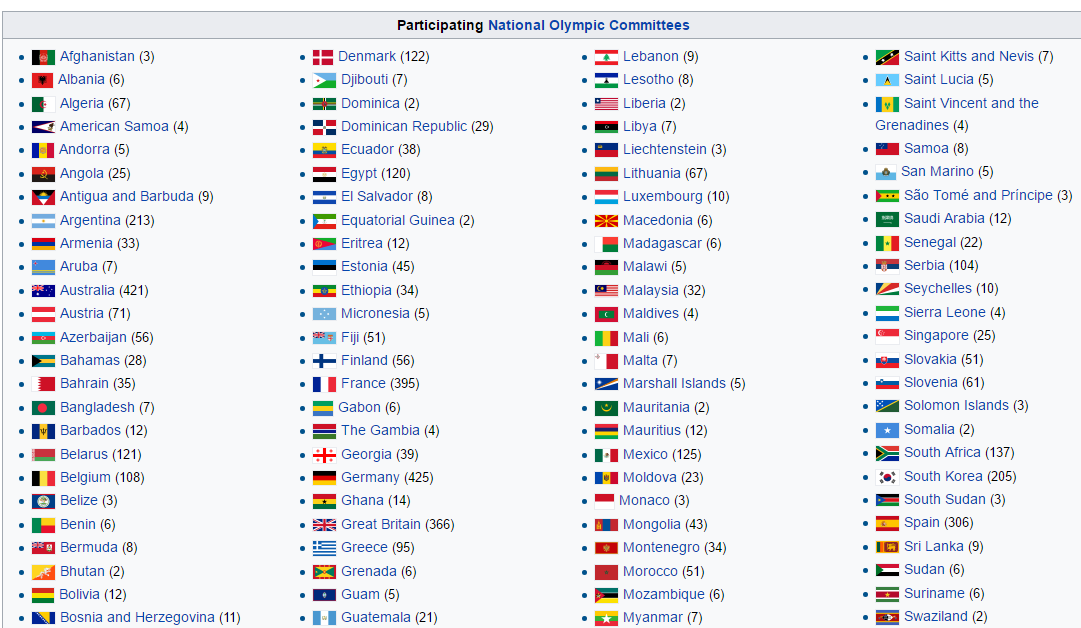 Participating National Olympic Committees
Afghanistan (3)
Albania (6)
Algeria (67)
American Samoa (4)
Andorra (5)
Angola (25)
Antigua and Barbuda (9)
Argentina (213)
Armenia (33)
Aruba (7)
Australia (421)
Austria (71)
Azerbaijan (56)
Bahamas (28)
Bahrain (35)
Bangladesh (7)
Barbados (12)
Belarus (121)
Belgium (108)
Belize (3)
Benin (6)
Bermuda (8)
Bhutan (2)
Bolivia (12)
Bosnia and Herzegovina (11)
Denmark (122)
Djibouti (7)
Dominica (2)
Dominican Republic (29)
Ecuador (38)
Egypt (120)
El Salvador (8)
Equatorial Guinea (2)
Eritrea (12)
Estonia (45)
Ethiopia (34)
Micronesia (5)
Fiji (51)
Finland (56)
France (395)
Gabon (6)
The Gambia (4)
Georgia (39)
Germany (425)
Ghana (14)
Great Britain (366)
Greece (95)
Grenada (6)
Guam (5)
Guatemala (21)
Lebanon (9)
Lesotho (8)
Liberia (2)
Libya (7)
Liechtenstein (3)
Lithuania (67)
Luxembourg (10)
Macedonia (6)
Madagascar (6)
Malawi (5)
Malaysia (32)
Maldives (4)
Mali (6)
Malta (7)
Marshall Islands (5)
Mauritania (2)
Mauritius (12)
Mexico (125)
Moldova (23)
Monaco (3)
Mongolia (43)
Montenegro (34)
Morocco (51)
Mozambique (6)
Myanmar (7)
Saint Kitts and Nevis (7)
Saint Lucia (5)
Saint Vincent and the
Grenadines (4)
Samoa (8)
San Marino (5)
São Tomé and Príncipe (3)
Saudi Arabia (12)
Senegal (22)
Serbia (104)
Seychelles (10)
Sierra Leone (4)
Singapore (25)
Slovakia (51)
Slovenia (61)
Solomon Islands (3)
Somalia (2)
South Africa (137)
South Korea (205)
South Sudan (3)
Spain (306)
Sri Lanka (9)
Sudan (6)
Suriname (6)
Swaziland (2)